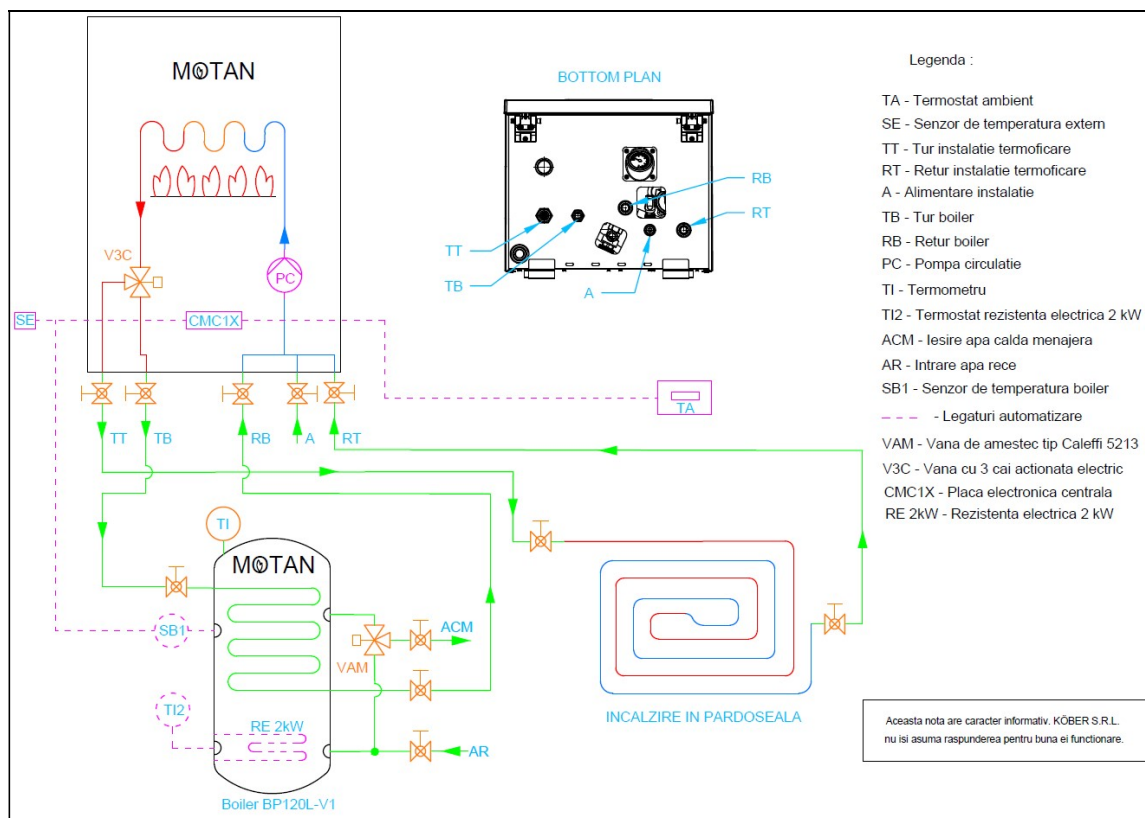 MOTAN
V3C
PC
SE
CMC1X
TA
TT
TB
RB
A
RT
BOTTOM PLAN
RB
RT
TT
TB
A
Legenda :
TA - Termostat ambient
SE - Senzor de temperatura extern
TT - Tur instalatie termoficare
RT - Retur instalatie termoficare
A - Alimentare instalatie
TB - Tur boiler
RB - Retur boiler
PC - Pompa circulatie
TI - Termometru
TI2 - Termostat rezistenta electrica 2 kW
ACM - Iesire apa calda menajera
AR - Intrare apa rece
SB1 - Senzor de temperatura boiler
- Legaturi automatizare
VAM - Vana de amestec tip Caleffi 5213
V3C - Vana cu 3 cai actionata electric
CMC1X - Placa electronica centrala
RE 2kW - Rezistenta electrica 2 kW
TI
MOTAN
SB1
ACM
VAM
TI2
RE 2kW
AR
Boiler BP120L-V1
INCALZIRE IN PARDOSEALA
Aceasta nota are caracter informativ. KÖBER S.R.L.
nu isi asuma raspunderea pentru buna ei functionare.